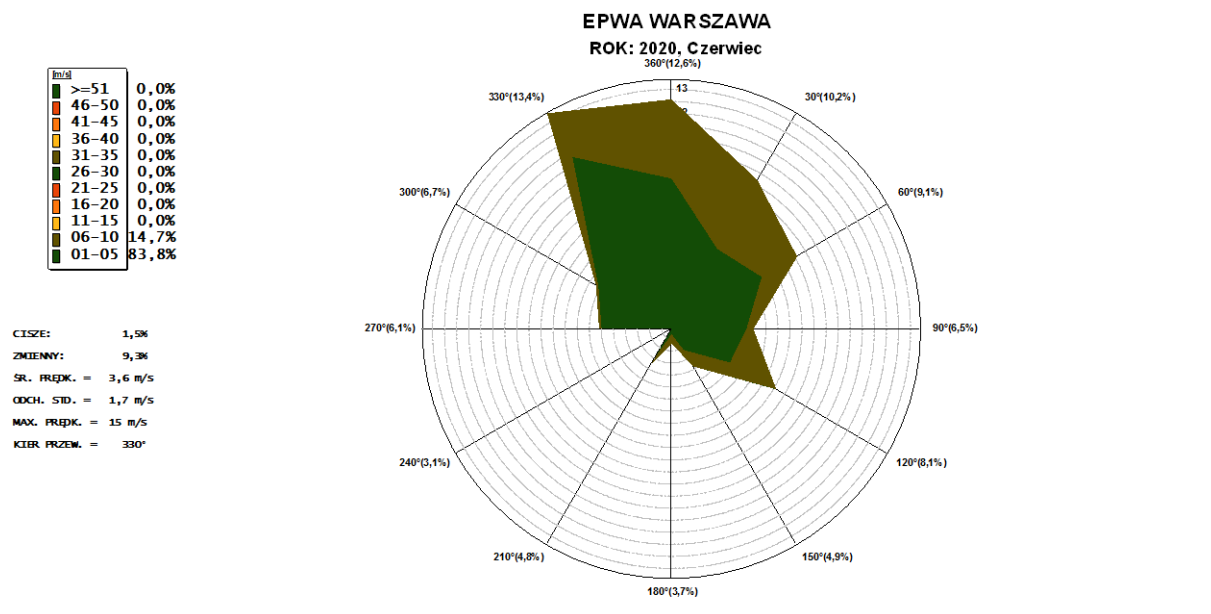 EPWA WARSZAWA
ROK: 2020, Czerwiec
360°(12,6%)
[m/s]
>=51 0,0%
46-50 0,0%
41-45 0,0%
36-40 0,0%
31-35 0,0%
26-30 0,0%
21-25 0,0%
16-20 0,0%
11-15 0,0%
06-10 14,7%
01-05 83,8%
13
330°(13,4%)
30°(10,2%)
300°(6,7%)
60°(9,1%)
270°(6,1%)
90°(6,5%)
CISZE: 1,5%
ZMIENNY: 9,3%
ŚR. PRĘDK. = 3,6 m/s
ODCH. STD. = 1,7 m/s
MAX. PRĘDK. = 15 m/s
KIER PRZEW. = 330°
240°(3,1%)
120°(8,1%)
210°(4,8%)
150°(4,9%)
180°(3,7%)